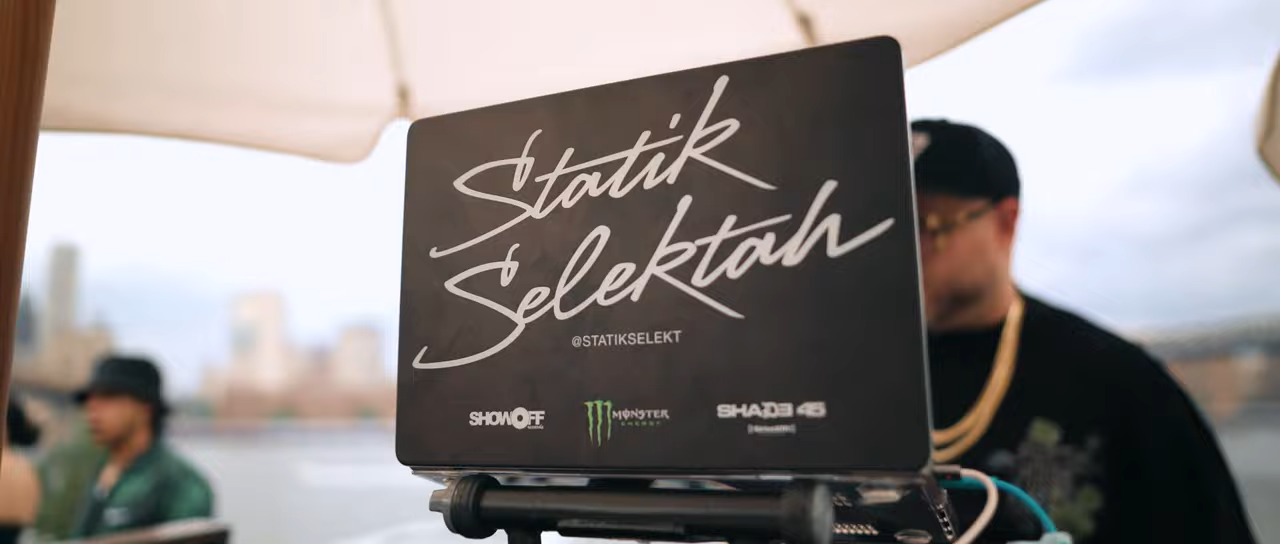 Statik
Selektah
@STATIKSELEKT
SHOWOFF
MONSTER
ENERGY
SHADE 45